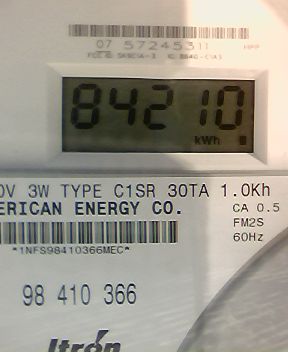 07 57245311
84210
kWh
0V 3W TYPE C1SR 30TA 1.0Kh
ERICAN ENERGY CO. CA 0.5
FM2S
60Hz
*1NFS98410366MEC*
98 410 366
Itrón